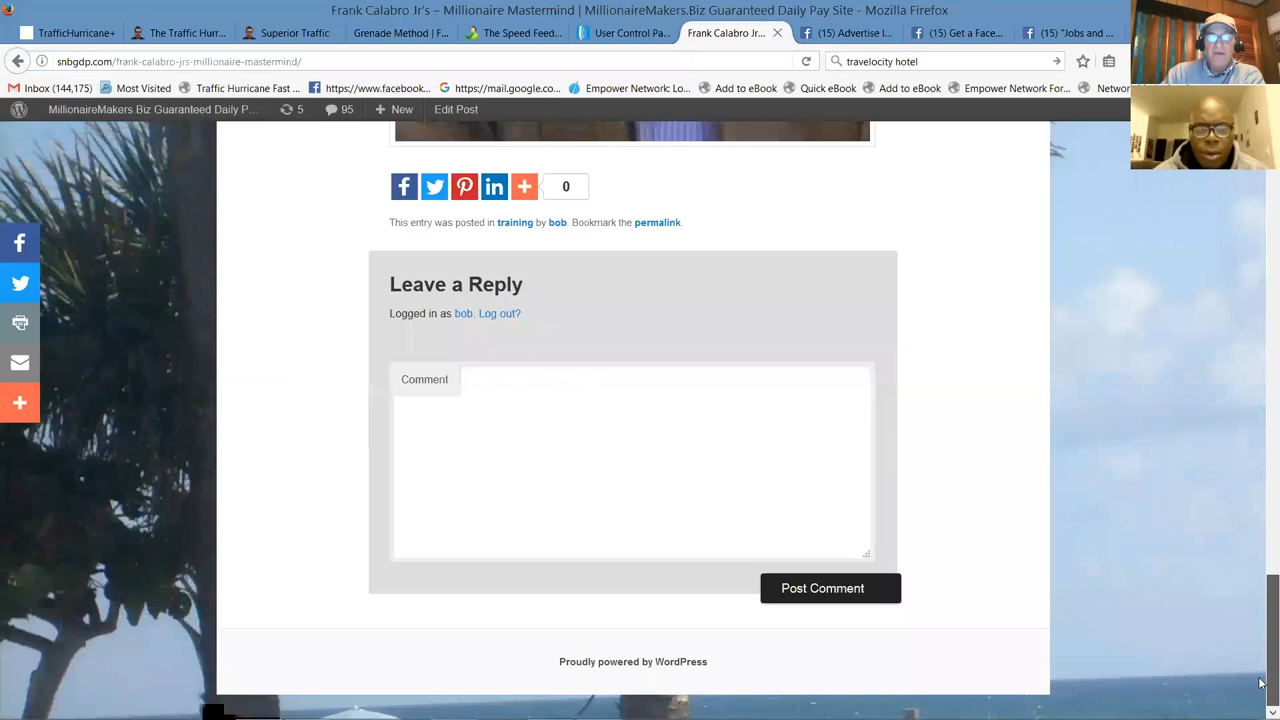 Frank Calabro Jr's – Millionaire Mastermind | MillionaireMakers.Biz Guaranteed Daily Pay Site - Mozilla Firefox
TrafficHurricane+
The Traffic Hurr...
Superior Traffic
Grenade Method | F...
The Speed Feed...
User Control Pa...
Frank Calabro Jr...
(15) Advertise I...
(15) Get a Face...
(15) "Jobs and ...
snbgdp.com/frank-calabro-jrs-millionaire-mastermind/
travelocity hotel
Inbox (144,175)
Most Visited
Traffic Hurricane Fast ...
https://www.facebook...
https://mail.google.co...
Empower Network: Lo...
Add to eBook
Quick eBook
Add to eBook
Empower Network For...
Network
MillionaireMakers.Biz Guaranteed Daily P...
5
95
New
Edit Post
0
This entry was posted in training by bob. Bookmark the permalink.
Leave a Reply
Logged in as bob. Log out?
Comment
Post Comment
Proudly powered by WordPress